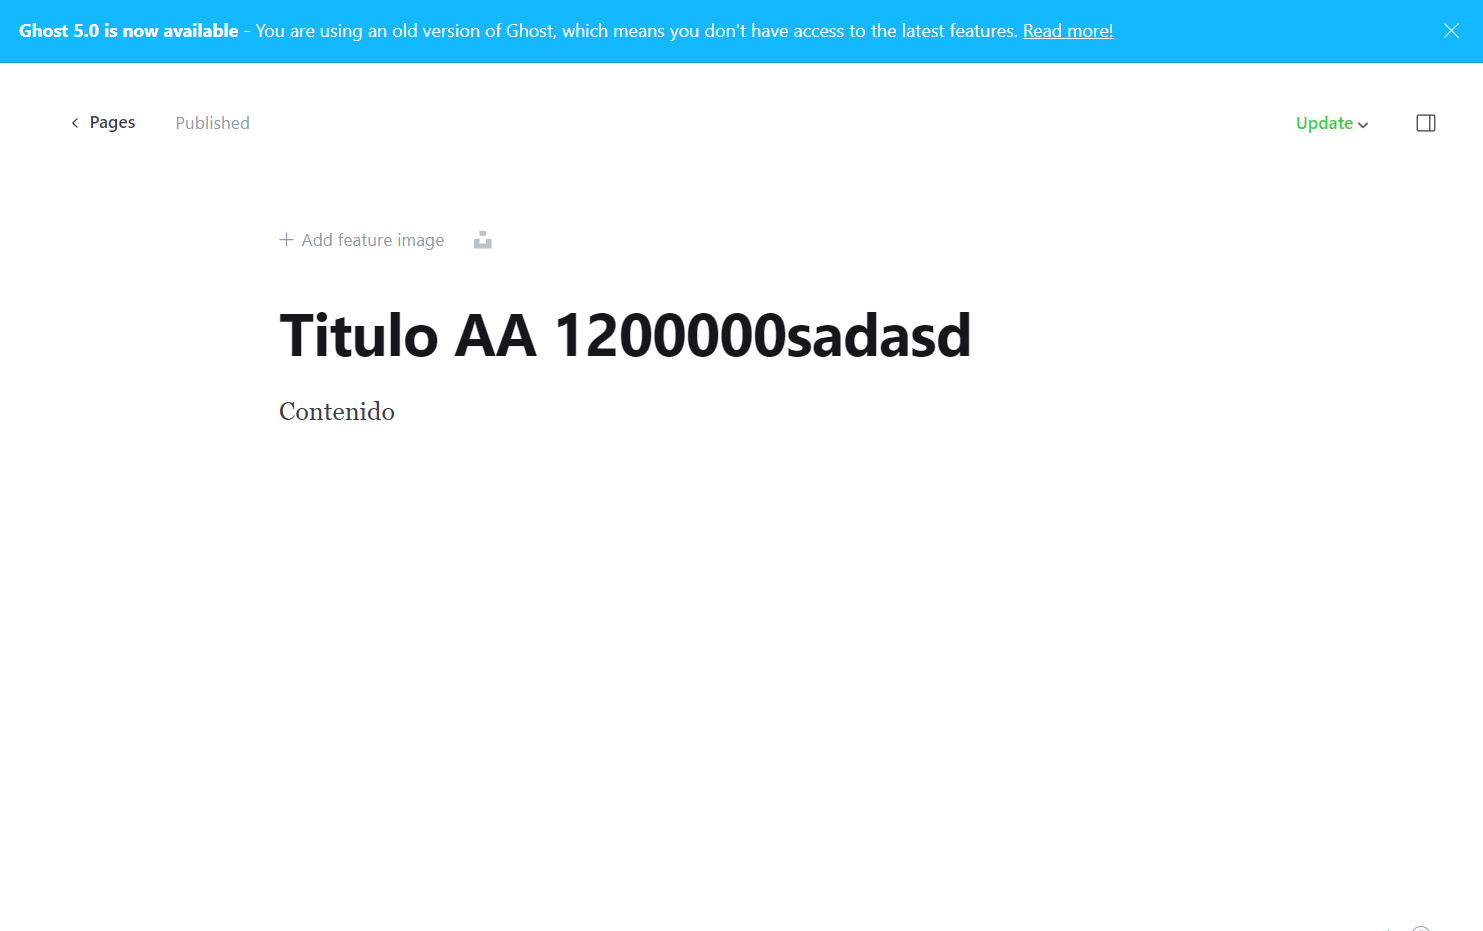 Ghost 5.0 is now available - You are using an old version of Ghost, which means you don't have access to the latest features. Read more!
Pages Published Update
Add feature image
Titulo AA 1200000sadasd
Contenido